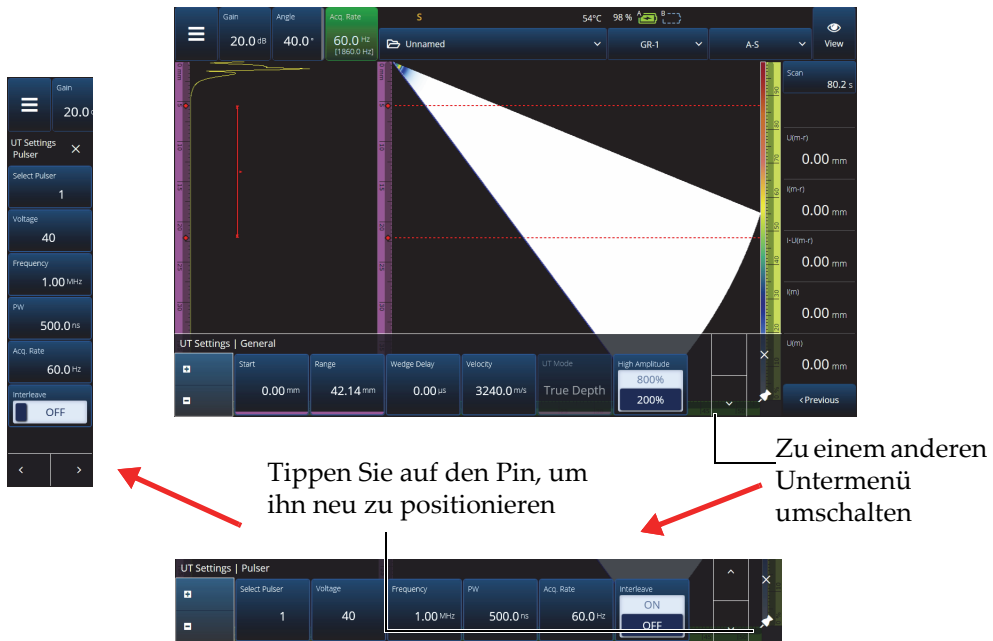 Gain
20.0 dB
Angle
40.0°
Acq. Rate
60.0 Hz
[1860.0 Hz]
S
54°C
98 %
A
B
Unnamed
GR-1
A-S
View
Scan
80.2 s
U(m-r)
0.00 mm
I(m-r)
0.00 mm
I-U(m-r)
0.00 mm
I(m)
0.00 mm
U(m)
0.00 mm
<Previous
UT Settings | General
Start
0.00 mm
Range
42.14 mm
Wedge Delay
0.00 µs
Velocity
3240.0 m/s
UT Mode
True Depth
High Amplitude
800%
200%
Gain
20.0
UT Settings
Pulser
Select Pulser
1
Voltage
40
Frequency
1.00 MHz
PW
500.0 ns
Acq. Rate
60.0 Hz
Interleave
OFF
Tippen Sie auf den Pin, um
ihn neu zu positionieren
Zu einem anderen
Untermenü
umschalten
UT Settings | Pulser
Select Pulser
1
Voltage
40
Frequency
1.00 MHz
PW
500.0 ns
Acq. Rate
60.0 Hz
Interleave
ON
OFF